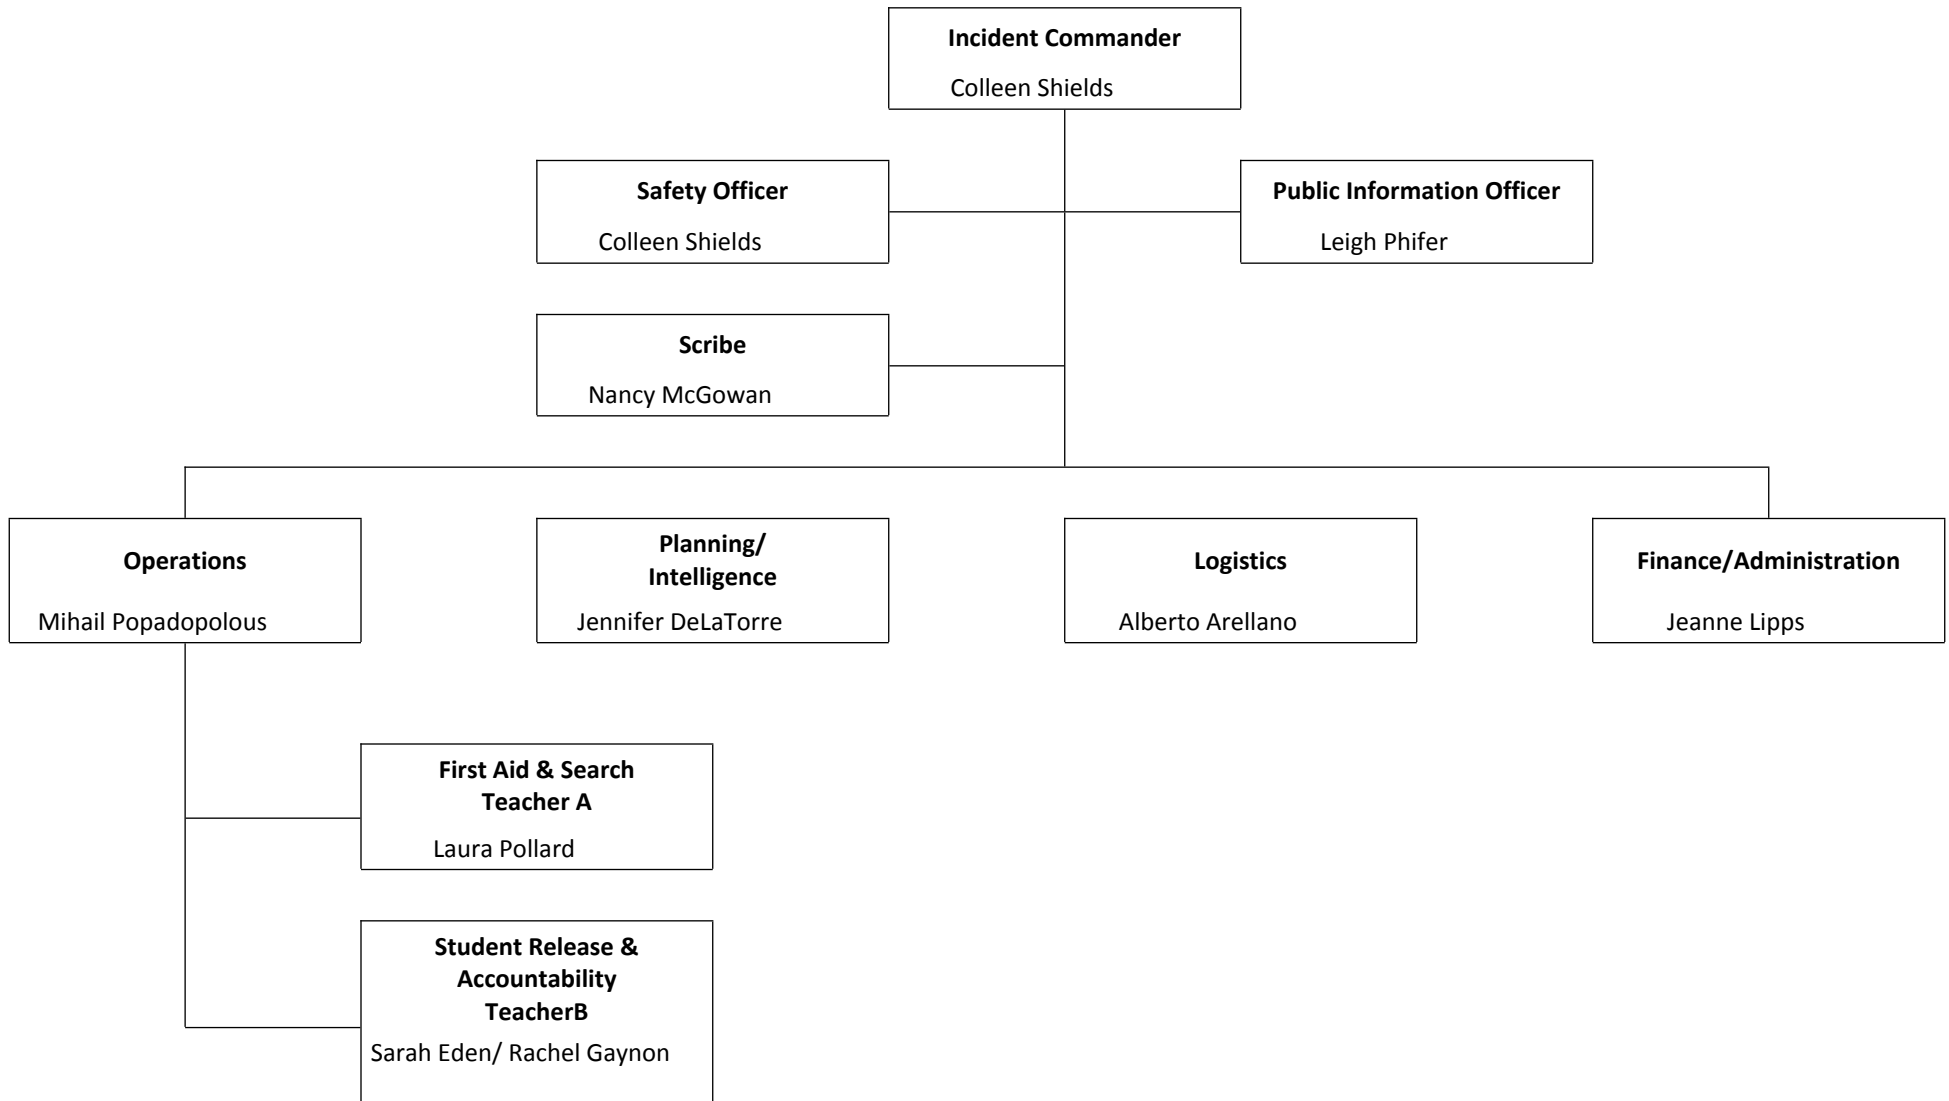 Incident Commander
Colleen Shields
Safety Officer
Colleen Shields
Public Information Officer
Leigh Phifer
Scribe
Nancy McGowan
Operations
Mihail Popadopolous
Planning/
Intelligence
Jennifer DeLaTorre
Logistics
Alberto Arellano
Finance/Administration
Jeanne Lipps
First Aid & Search
Teacher A
Laura Pollard
Student Release &
Accountability
TeacherB
Sarah Eden/ Rachel Gaynon